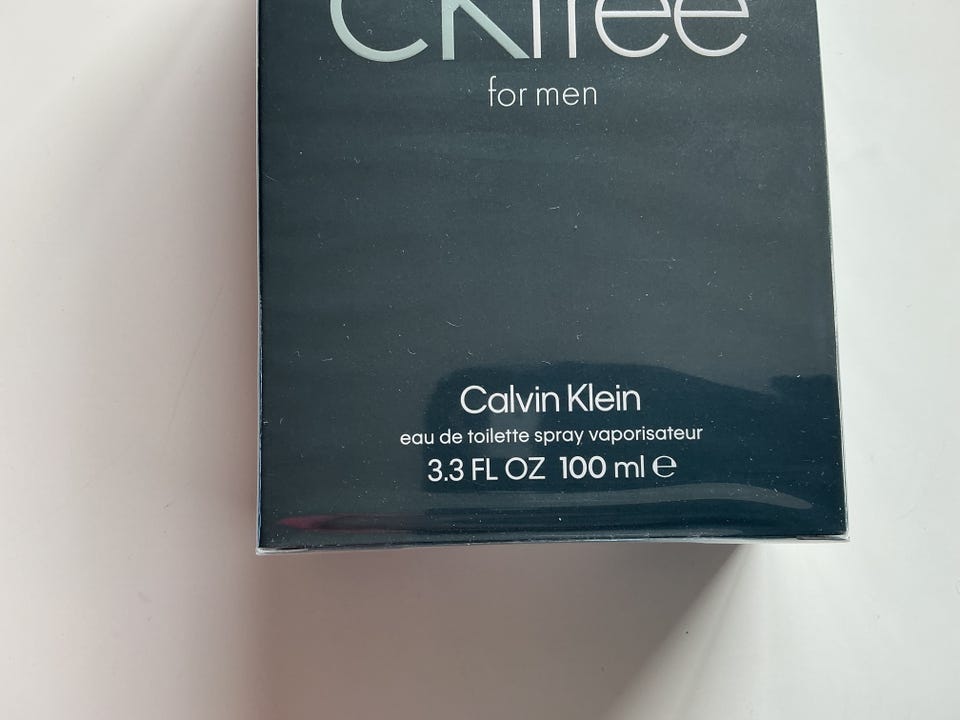 CKfree
for men
Calvin Klein
eau de toilette spray vaporisateur
3.3 FL OZ 100 ml ℮